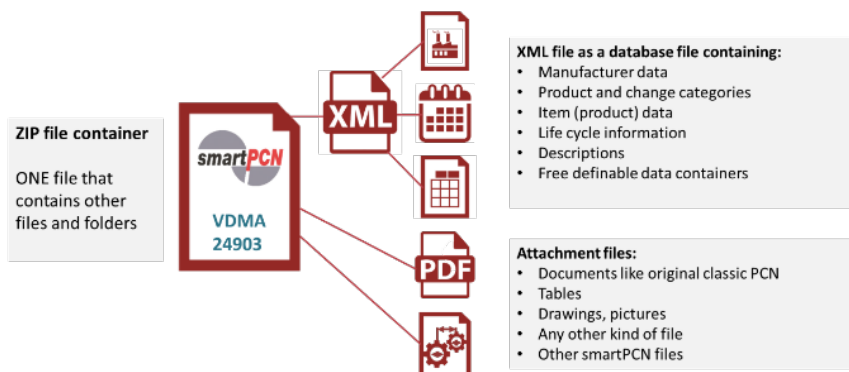 ZIP file container
ONE file that
contains other
files and folders
smartPCN
VDMA
24903
XML
PDF
XML file as a database file containing:
• Manufacturer data
• Product and change categories
• Item (product) data
• Life cycle information
• Descriptions
• Free definable data containers
Attachment files:
• Documents like original classic PCN
• Tables
• Drawings, pictures
• Any other kind of file
• Other smartPCN files